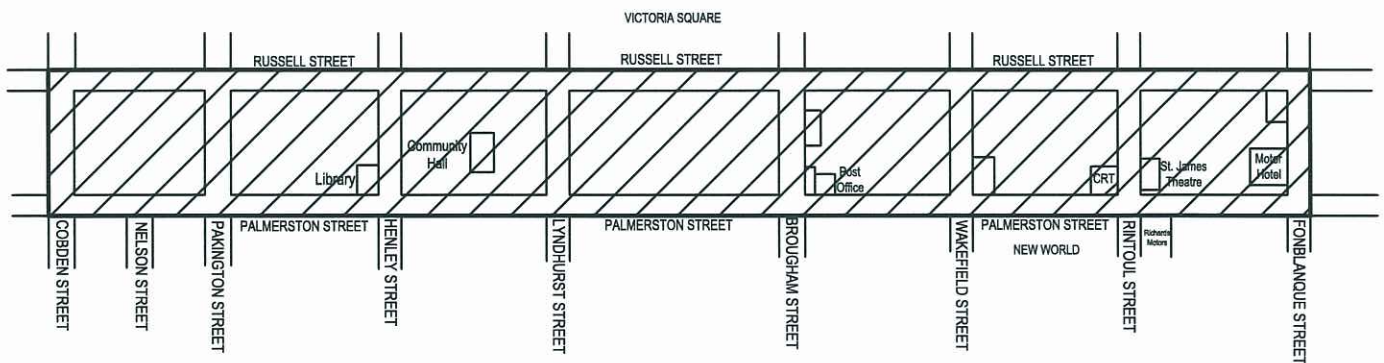 VICTORIA SQUARE
RUSSELL STREET
RUSSELL STREET
RUSSELL STREET
Community
Hall
Library
Post
Office
CRT
St. James
Theatre
Motor
Hotel
PALMERSTON STREET
PALMERSTON STREET
PALMERSTON STREET
NEW WORLD
Richards
Motors
COBDEN STREET
NELSON STREET
PAKINGTON STREET
HENLEY STREET
LYNDHURST STREET
BROUGHAM STREET
WAKEFIELD STREET
RINTOUL STREET
FONBLANQUE STREET